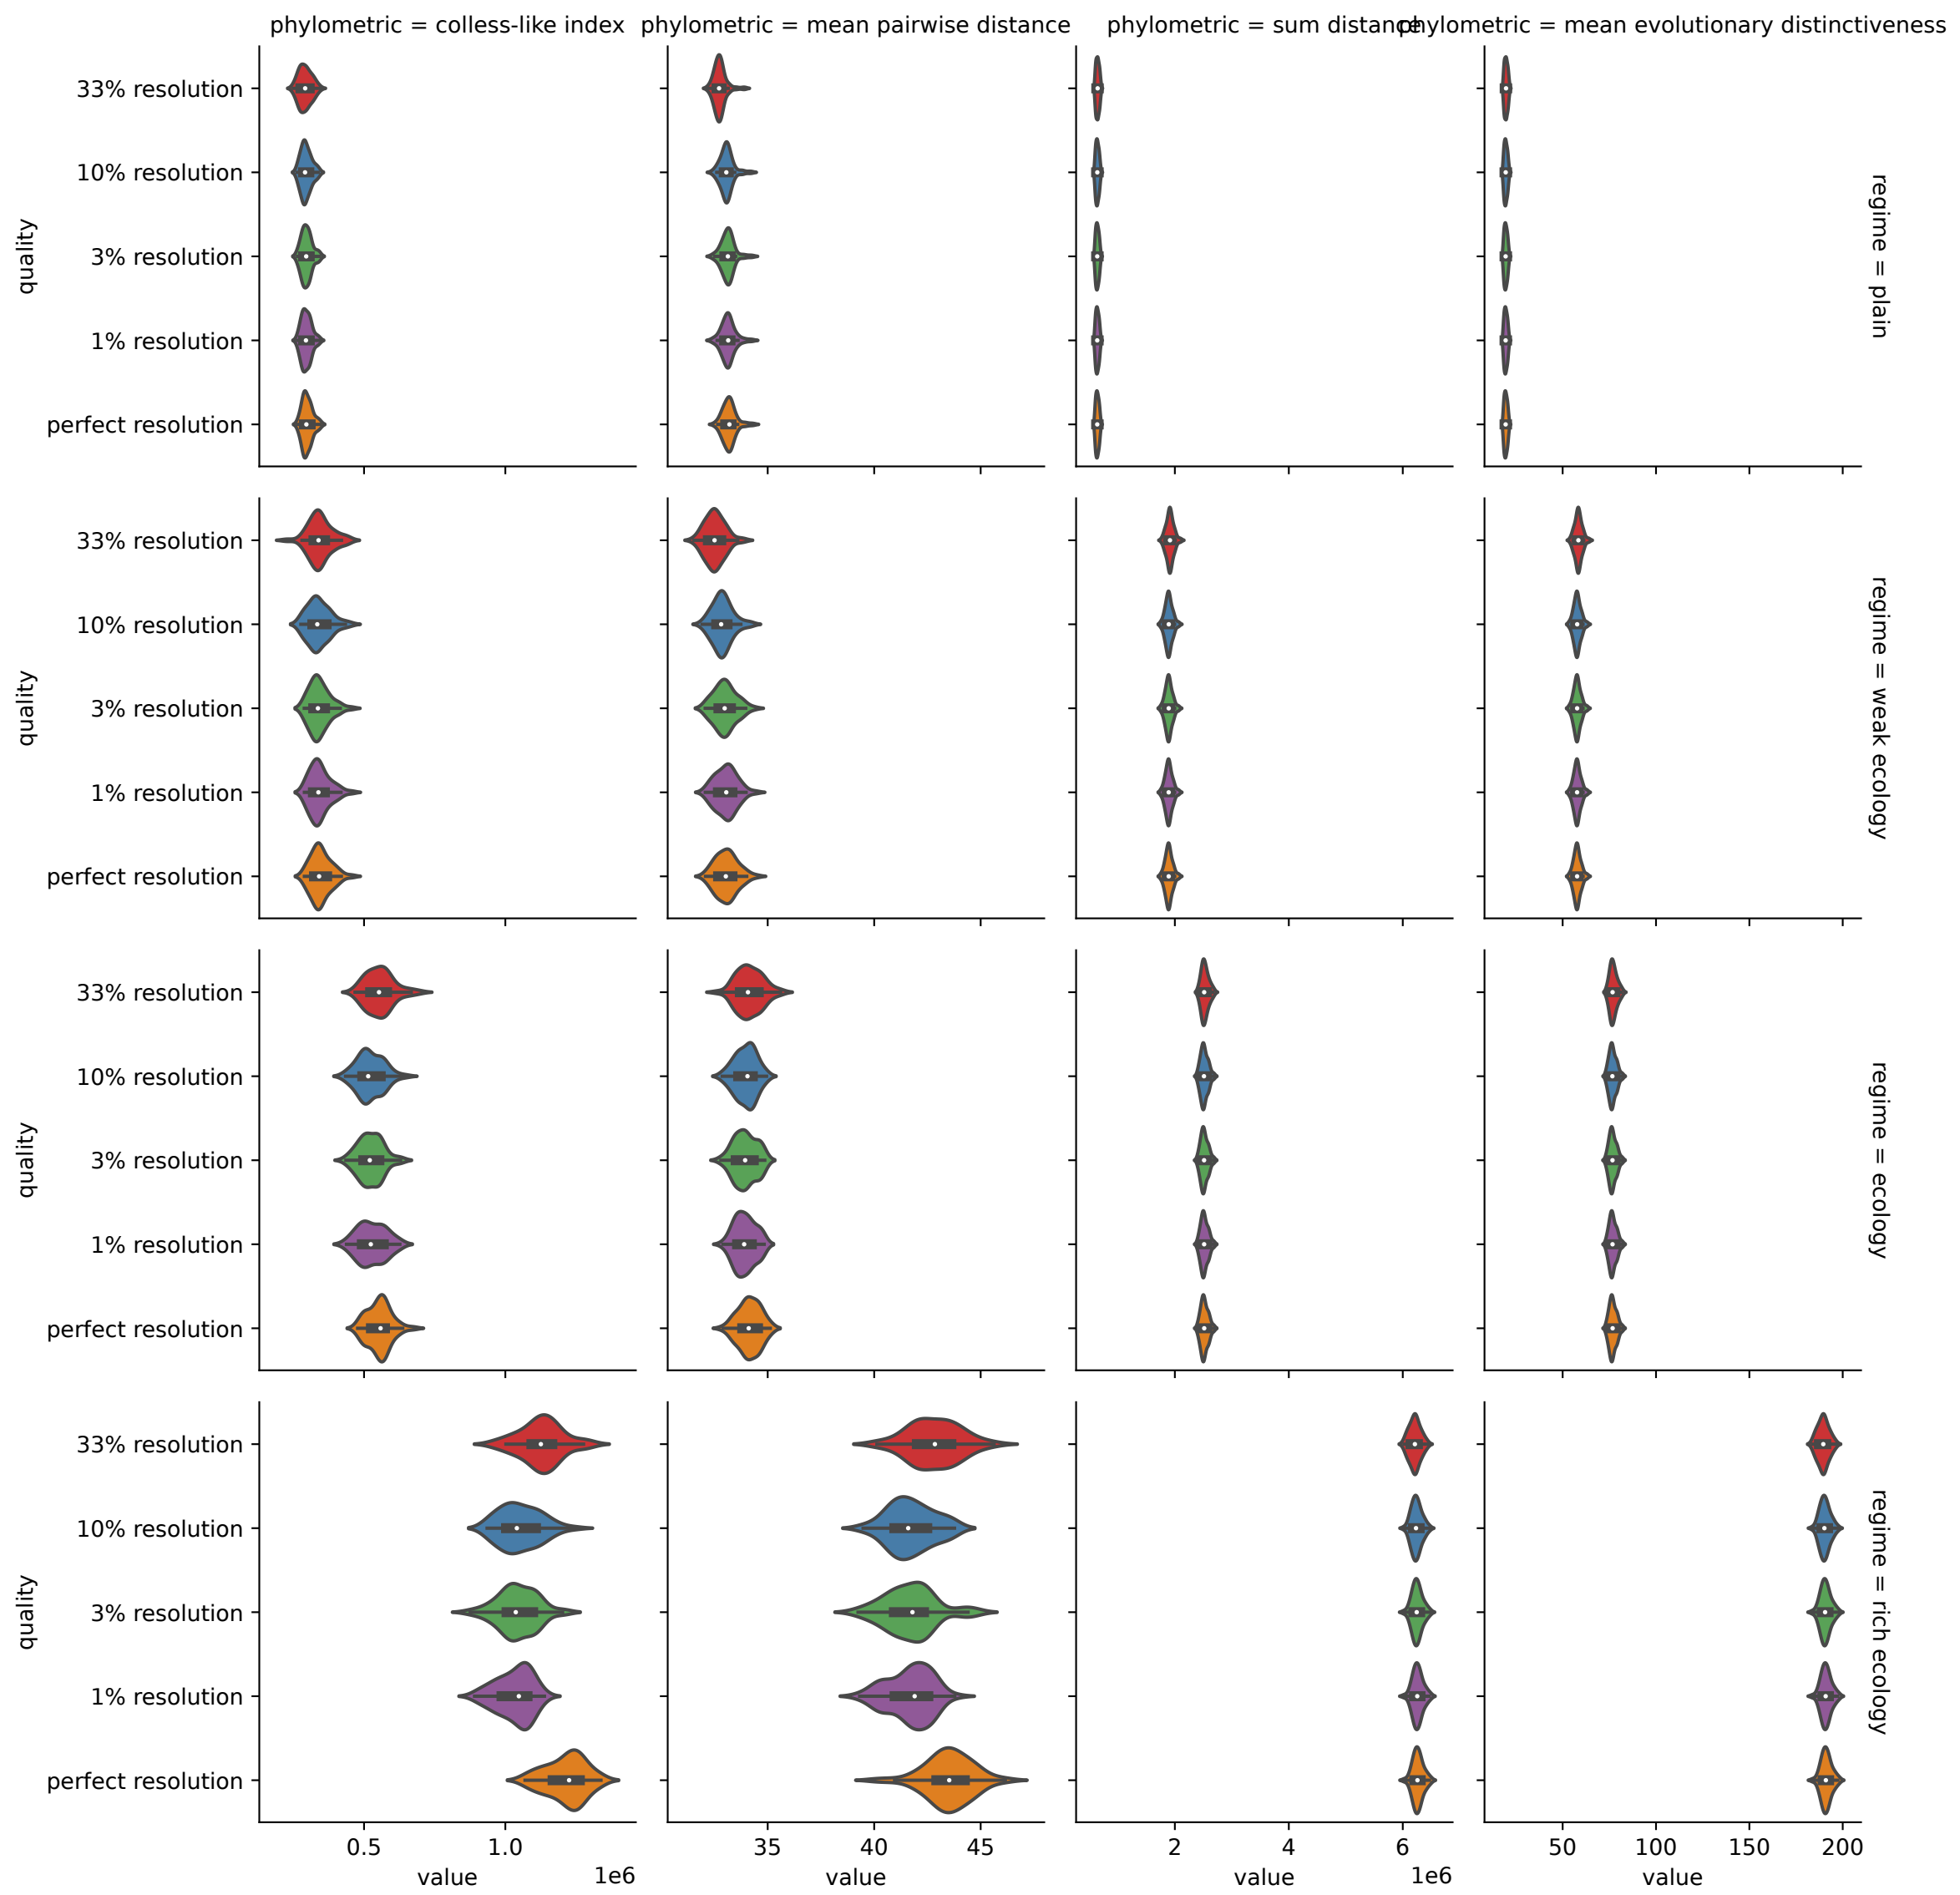 phylometric = colless-like index
phylometric = mean pairwise distance
phylometric = sum distance
phylometric = mean evolutionary distinctiveness
quality
33% resolution
10% resolution
3% resolution
1% resolution
perfect resolution
regime = plain
quality
33% resolution
10% resolution
3% resolution
1% resolution
perfect resolution
regime = weak ecology
quality
33% resolution
10% resolution
3% resolution
1% resolution
perfect resolution
regime = ecology
quality
33% resolution
10% resolution
3% resolution
1% resolution
perfect resolution
regime = rich ecology
0.5 1.0
1e6
value
35 40 45
value
2 4 6
1e6
value
50 100 150 200
value